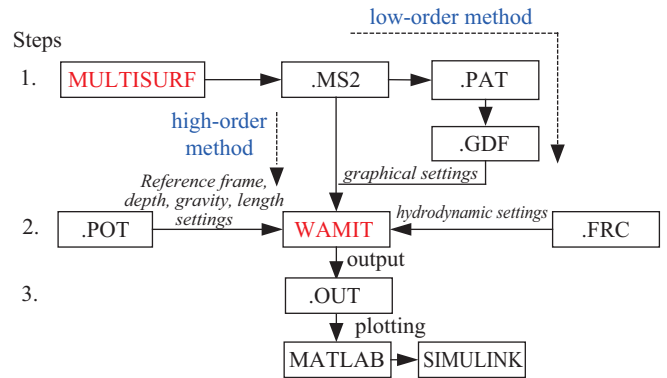 low-order method
Steps
1.
MULTISURF
.MS2
.PAT
high-order
method
.GDF
graphical settings
Reference frame,
depth, gravity, length
settings
2.
.POT
WAMIT
hydrodynamic settings
.FRC
output
3.
.OUT
plotting
MATLAB
SIMULINK